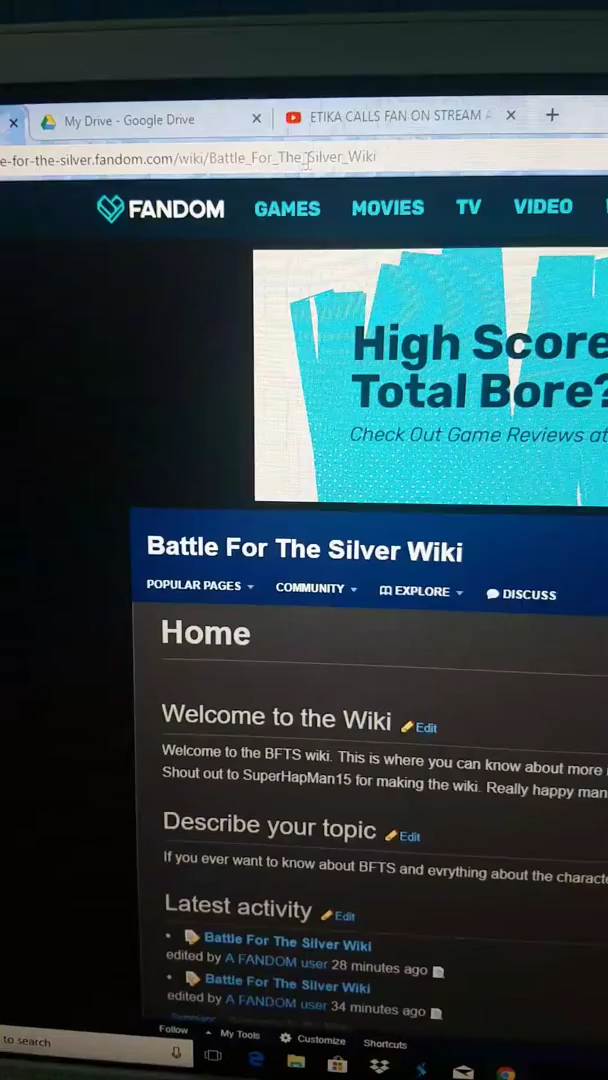 My Drive - Google Drive
ETIKA CALLS FAN ON STREAM
e-for-the-silver.fandom.com/wiki/Battle_For_The_Silver_Wiki
FANDOM GAMES MOVIES TV VIDEO
High Score
Total Bore?
Check Out Game Reviews at
Battle For The Silver Wiki
POPULAR PAGES COMMUNITY EXPLORE DISCUSS
Home
Welcome to the Wiki Edit
Welcome to the BFTS wiki. This is where you can know about more
Shout out to SuperHapMan15 for making the wiki. Really happy man
Describe your topic Edit
If you ever want to know about BFTS and evrything about the characte
Latest activity Edit
• Battle For The Silver Wiki
edited by A FANDOM user 28 minutes ago
• Battle For The Silver Wiki
edited by A FANDOM user 34 minutes ago
Follow My Tools Customize Shortcuts
to search